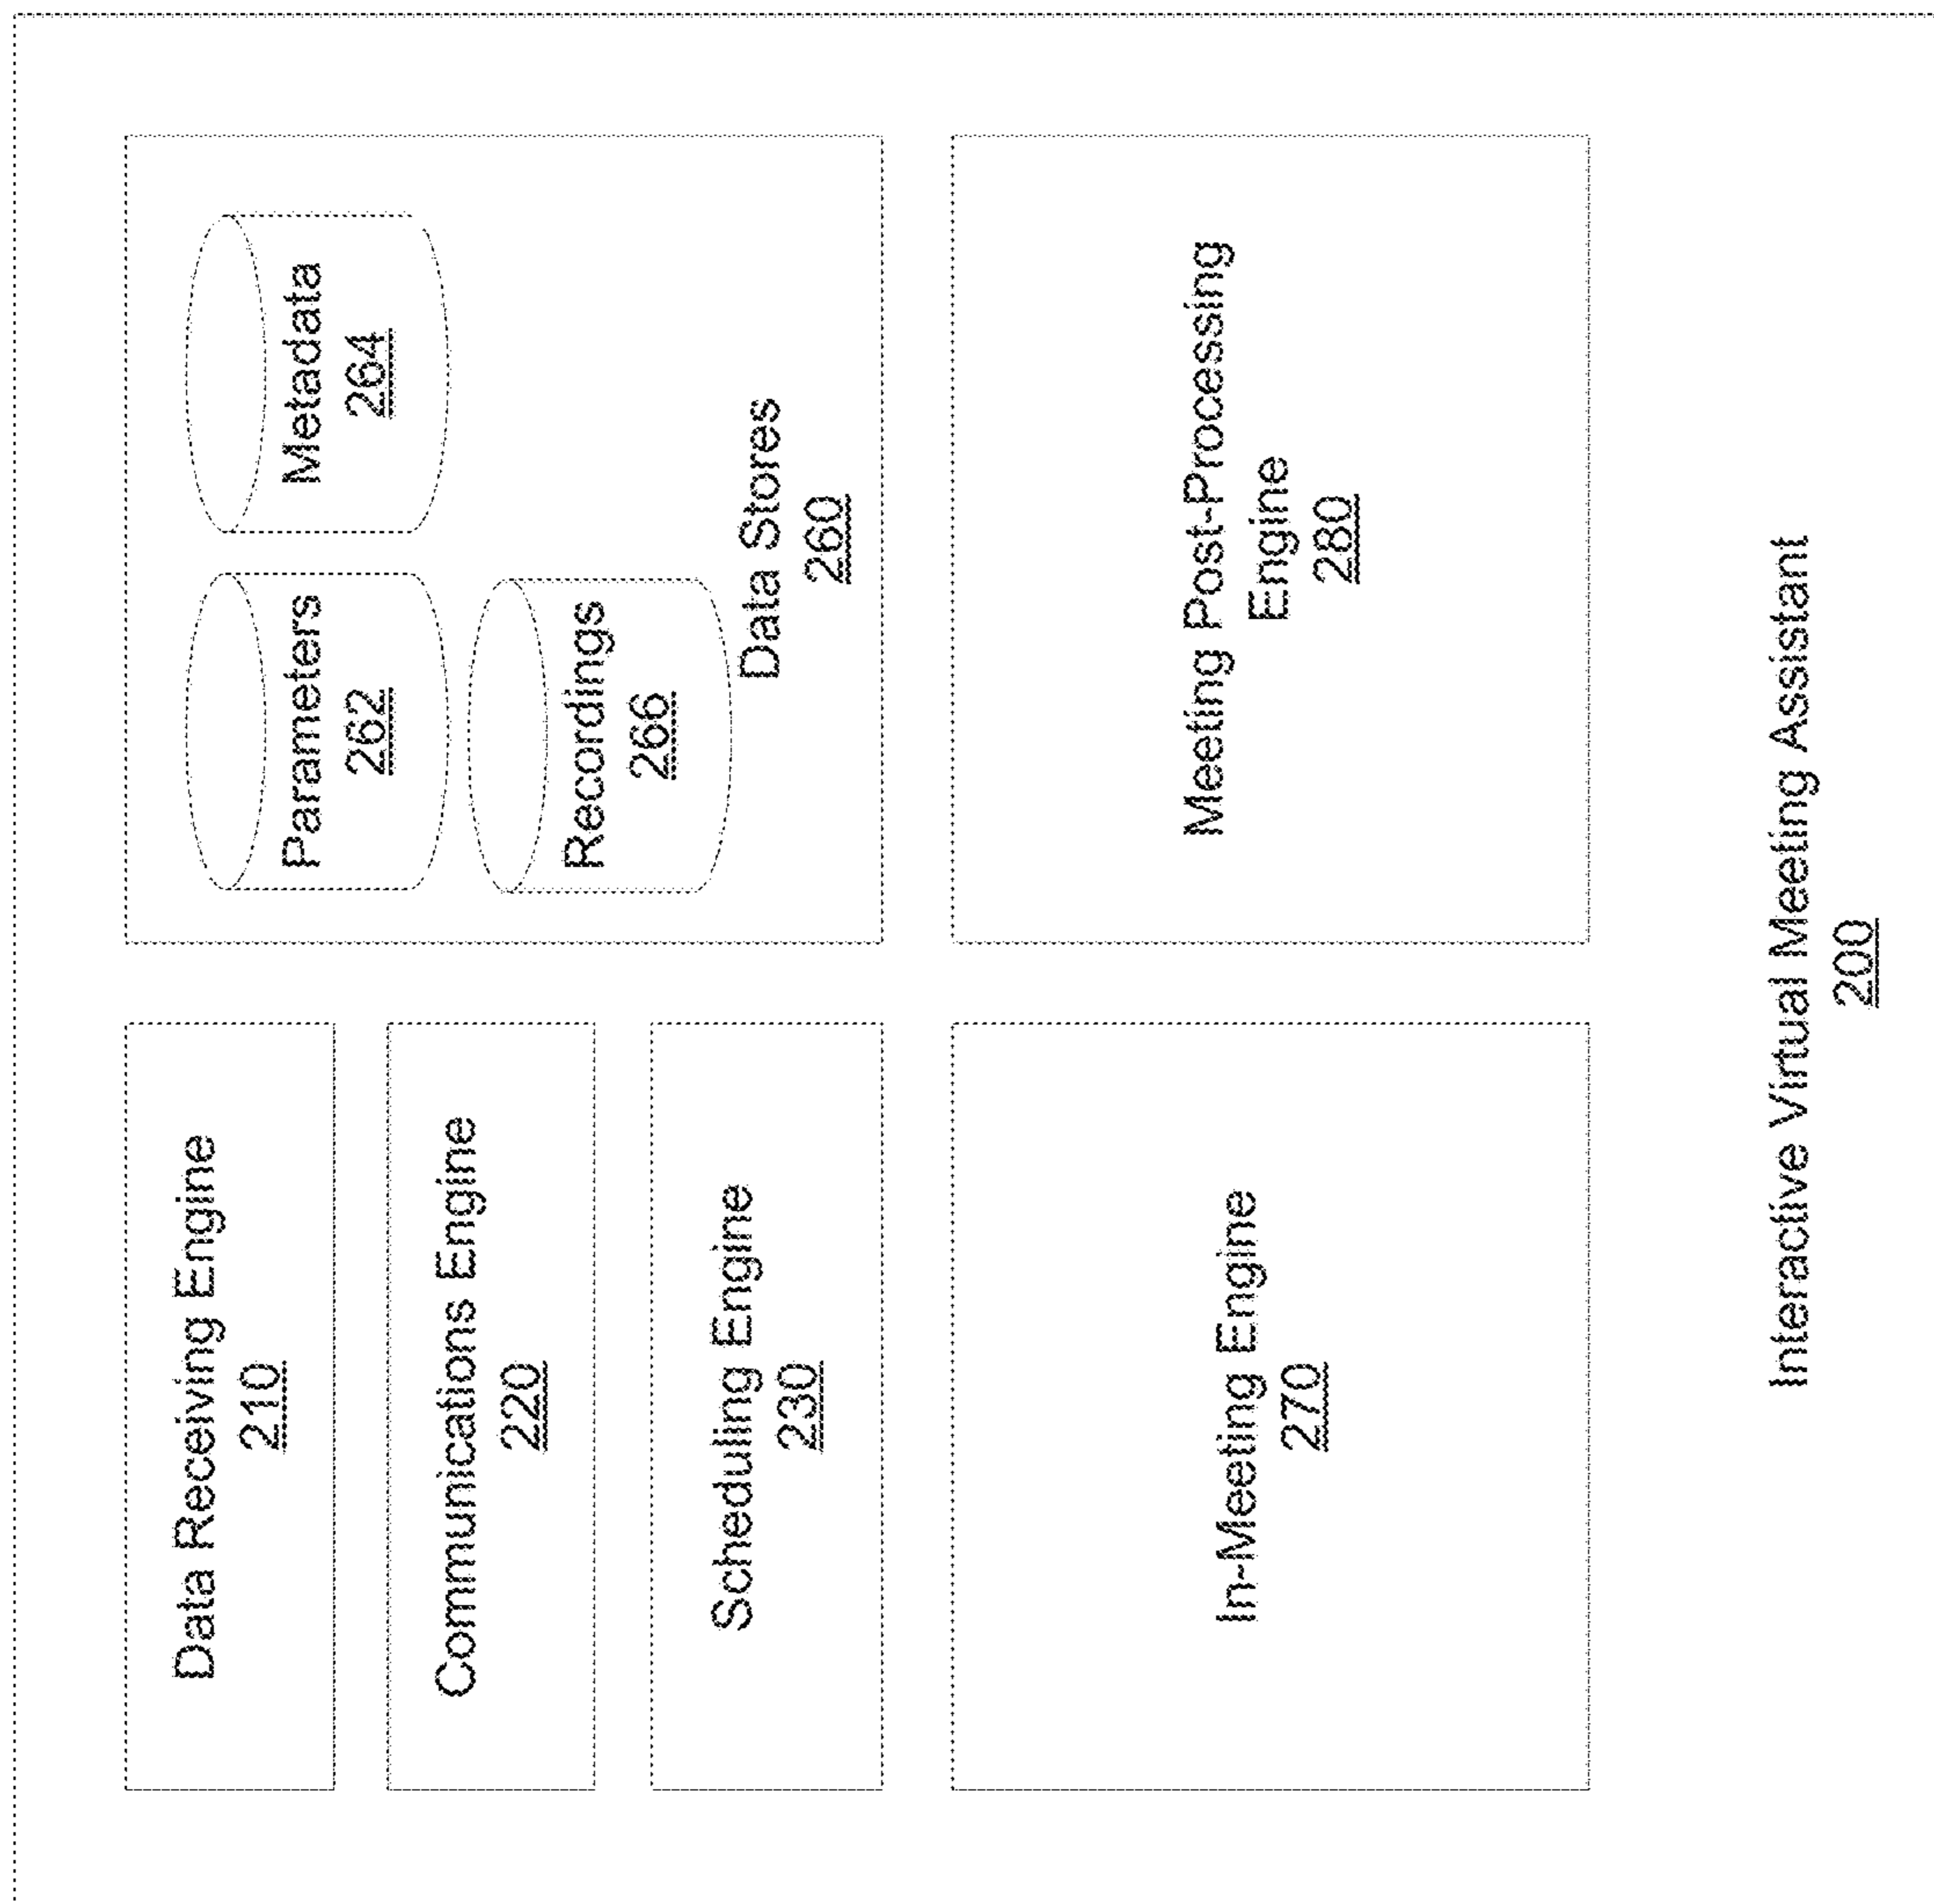 Data Receiving Engine
210
Communications Engine
220
Scheduling Engine
230
Parameters
262
Metadata
264
Recordings
266
Data Stores
260
In-Meeting Engine
270
Meeting Post-Processing
Engine
280
Interactive Virtual Meeting Assistant
200